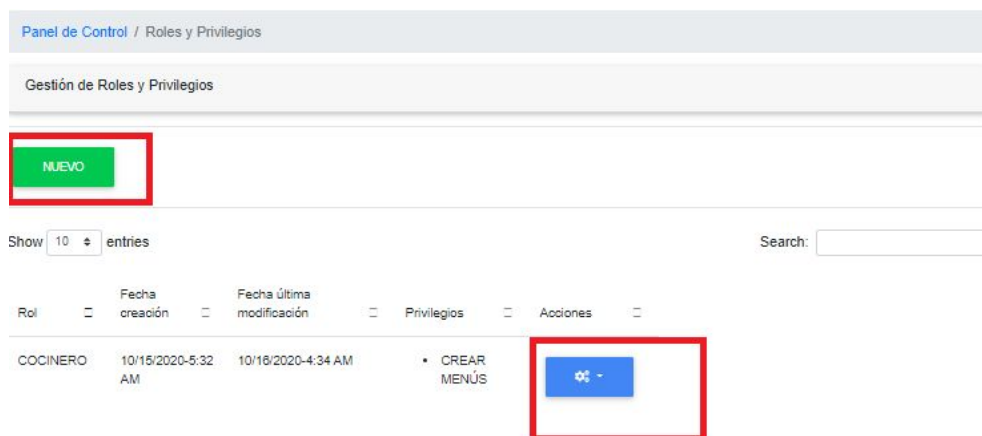 Panel de Control / Roles y Privilegios
Gestión de Roles y Privilegios
NUEVO
Show 10 entries
Search:
Rol
Fecha creación
Fecha última modificación
Privilegios
Acciones
COCINERO
10/15/2020-5:32 AM
10/16/2020-4:34 AM
• CREAR MENÚS